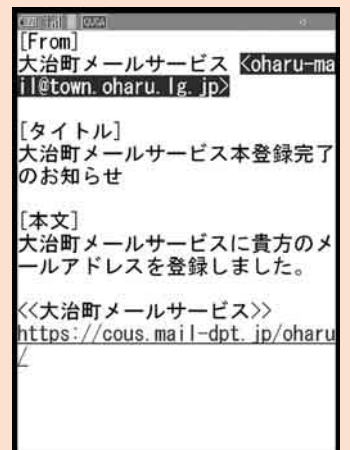 [From]
大治町メールサービス <oharu-ma
il@town.oharu.lg.jp>
[タイトル]
大治町メールサービス本登録完了
のお知らせ
[本文]
大治町メールサービスに貴方のメ
ールアドレスを登録しました。
<<大治町メールサービス>>
https://cous.mail-dpt.jp/oharu
/